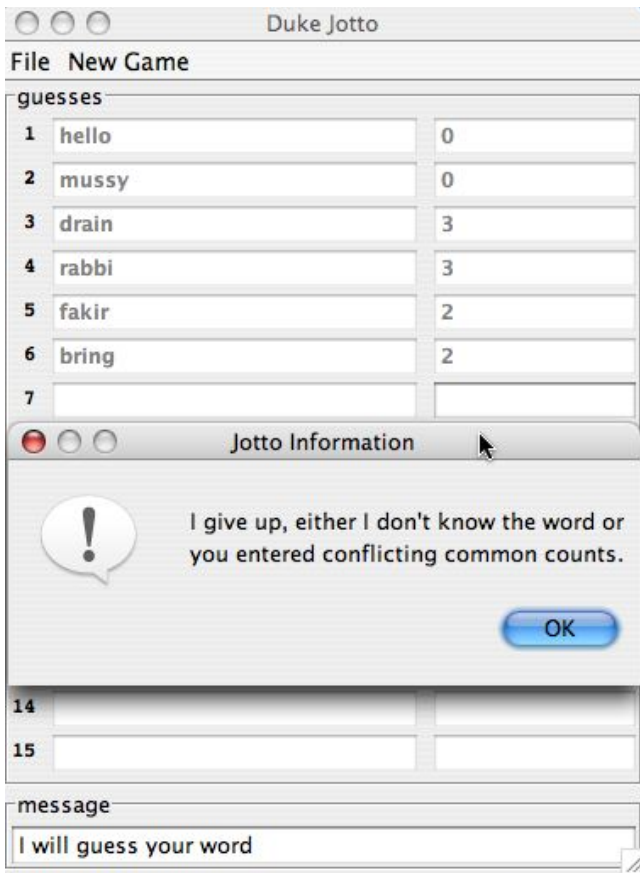 Duke Jotto
File New Game
guesses
1 hello 0
2 mussy 0
3 drain 3
4 rabbi 3
5 fakir 2
6 bring 2
7
Jotto Information
I give up, either I don't know the word or
you entered conflicting common counts.
OK
14
15
message
I will guess your word